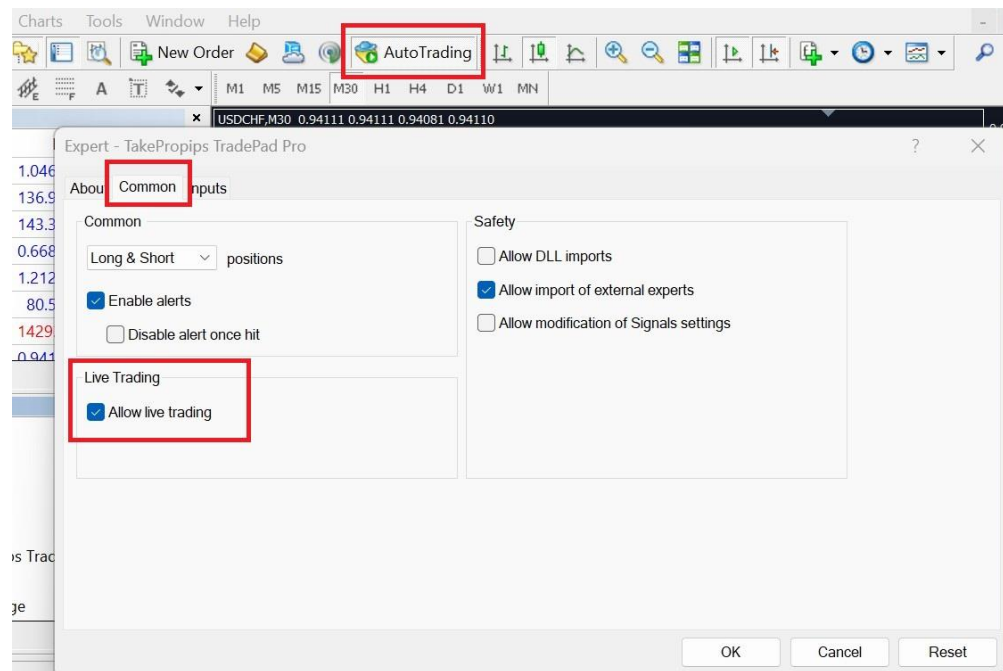 Charts Tools Window Help
New Order AutoTrading
A T M1 M5 M15 M30 H1 H4 D1 W1 MN
USDCHF,M30 0.94111 0.94111 0.94081 0.94110
Expert - TakePropips TradePad Pro
Common
Common
Long & Short positions
Enable alerts
Disable alert once hit
Live Trading
Allow live trading
Safety
Allow DLL imports
Allow import of external experts
Allow modification of Signals settings
1.046
136.9
143.3
0.668
1.212
80.5
1429
0.941
OK Cancel Reset